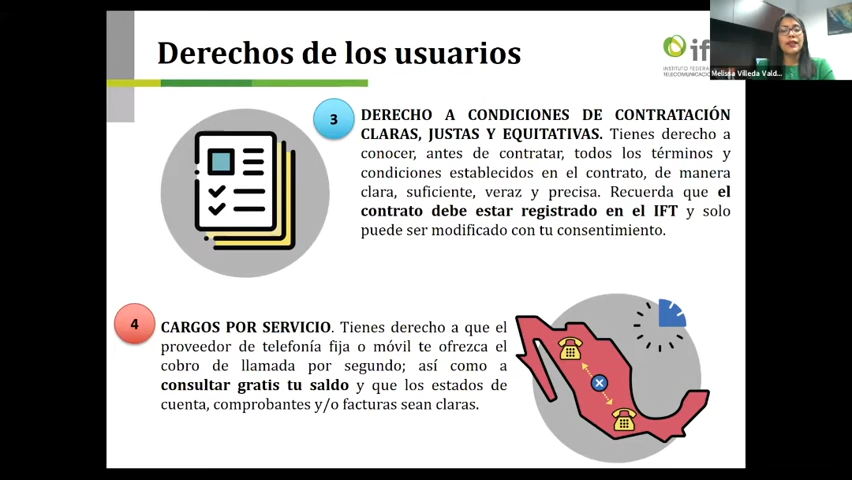 Derechos de los usuarios
ift
INSTITUTO FEDERAL
Melissa Villeda Vald...
3
DERECHO A CONDICIONES DE CONTRATACIÓN
CLARAS, JUSTAS Y EQUITATIVAS. Tienes derecho a
conocer, antes de contratar, todos los términos y
condiciones establecidos en el contrato, de manera
clara, suficiente, veraz y precisa. Recuerda que el
contrato debe estar registrado en el IFT y solo
puede ser modificado con tu consentimiento.
4
CARGOS POR SERVICIO. Tienes derecho a que el
proveedor de telefonía fija o móvil te ofrezca el
cobro de llamada por segundo; así como a
consultar gratis tu saldo y que los estados de
cuenta, comprobantes y/o facturas sean claras.